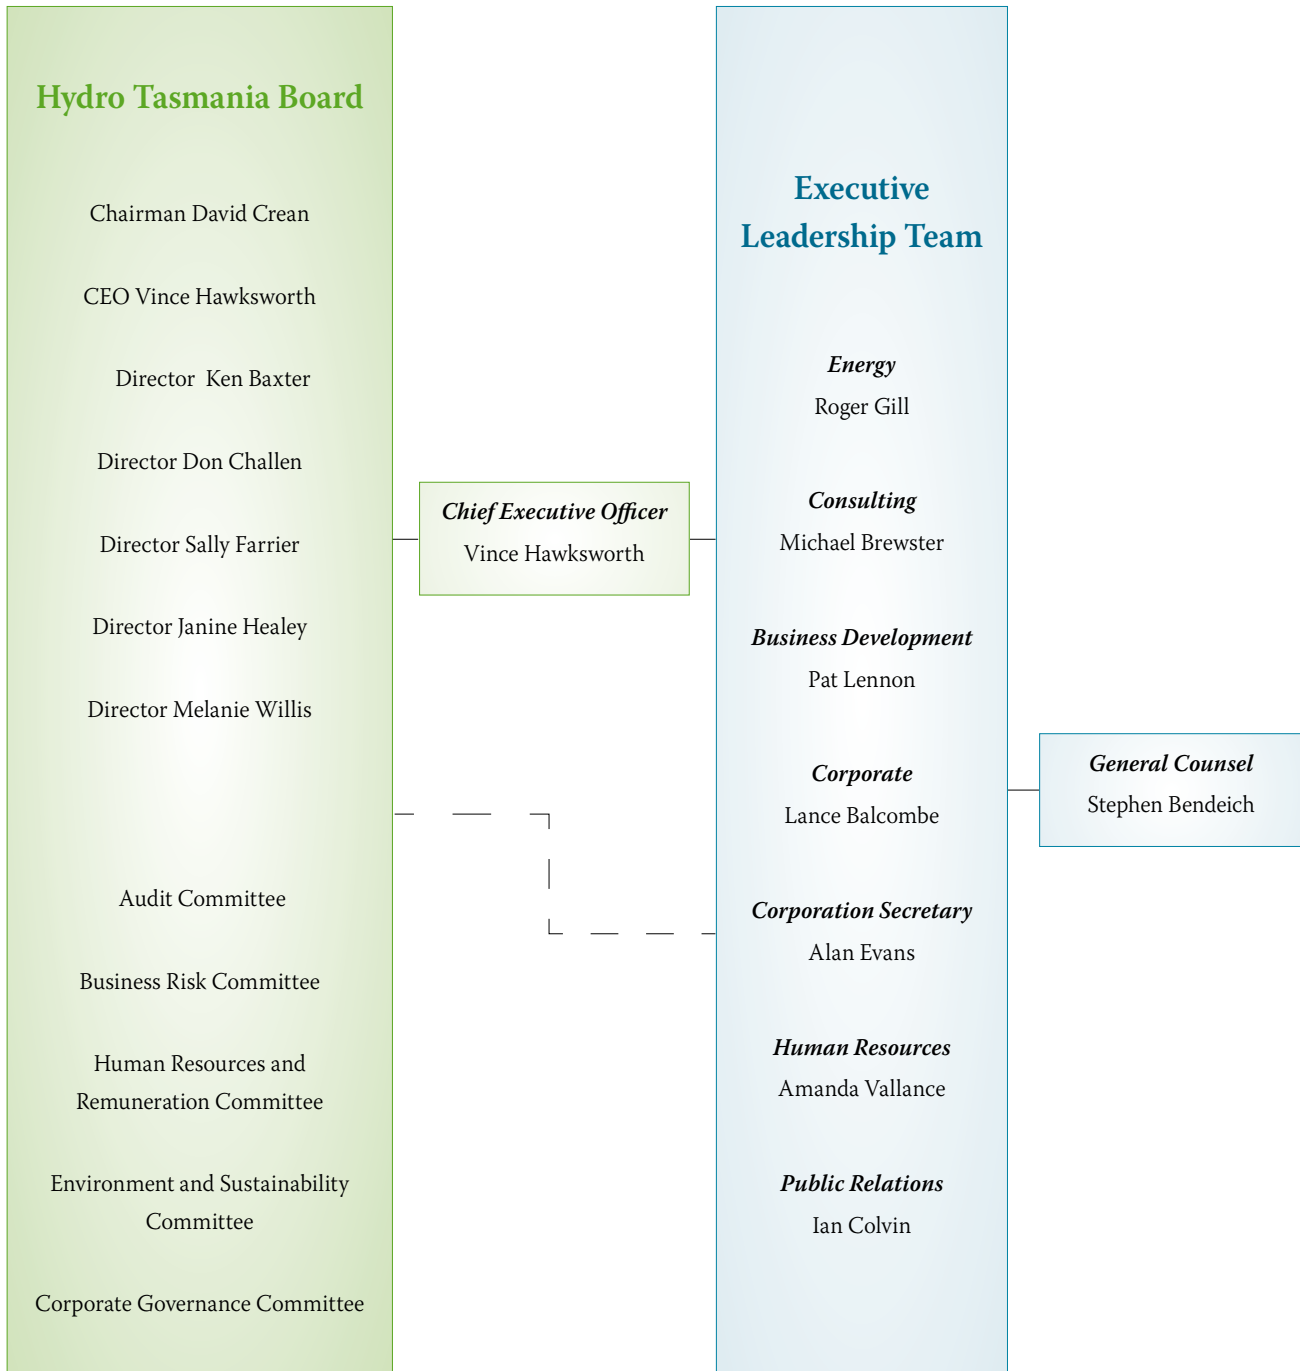 Hydro Tasmania Board
Chairman David Crean
CEO Vince Hawksworth
Director Ken Baxter
Director Don Challen
Director Sally Farrier
Director Janine Healey
Director Melanie Willis
Audit Committee
Business Risk Committee
Human Resources and
Remuneration Committee
Environment and Sustainability
Committee
Corporate Governance Committee
Chief Executive Officer
Vince Hawksworth
Executive
Leadership Team
Energy
Roger Gill
Consulting
Michael Brewster
Business Development
Pat Lennon
Corporate
Lance Balcombe
Corporation Secretary
Alan Evans
Human Resources
Amanda Vallance
Public Relations
Ian Colvin
General Counsel
Stephen Bendeich